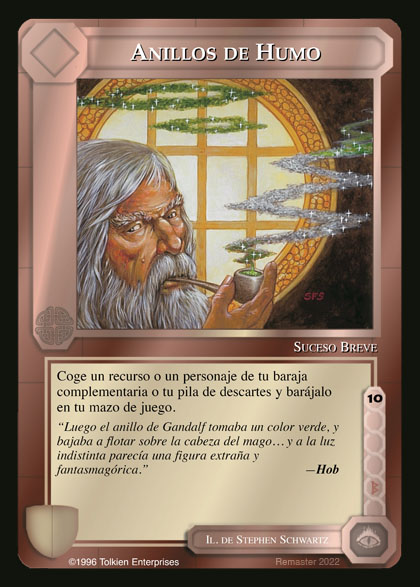 Anillos de Humo
SFS
Suceso Breve
Coge un recurso o un personaje de tu baraja
complementaria o tu pila de descartes y barájalo
en tu mazo de juego.
10
“Luego el anillo de Gandalf tomaba un color verde, y
bajaba a flotar sobre la cabeza del mago… y a la luz
indistinta parecía una figura extraña y
fantasmagórica.” –Hob
Il. de Stephen Schwartz
©1996 Tolkien Enterprises
Remaster 2022